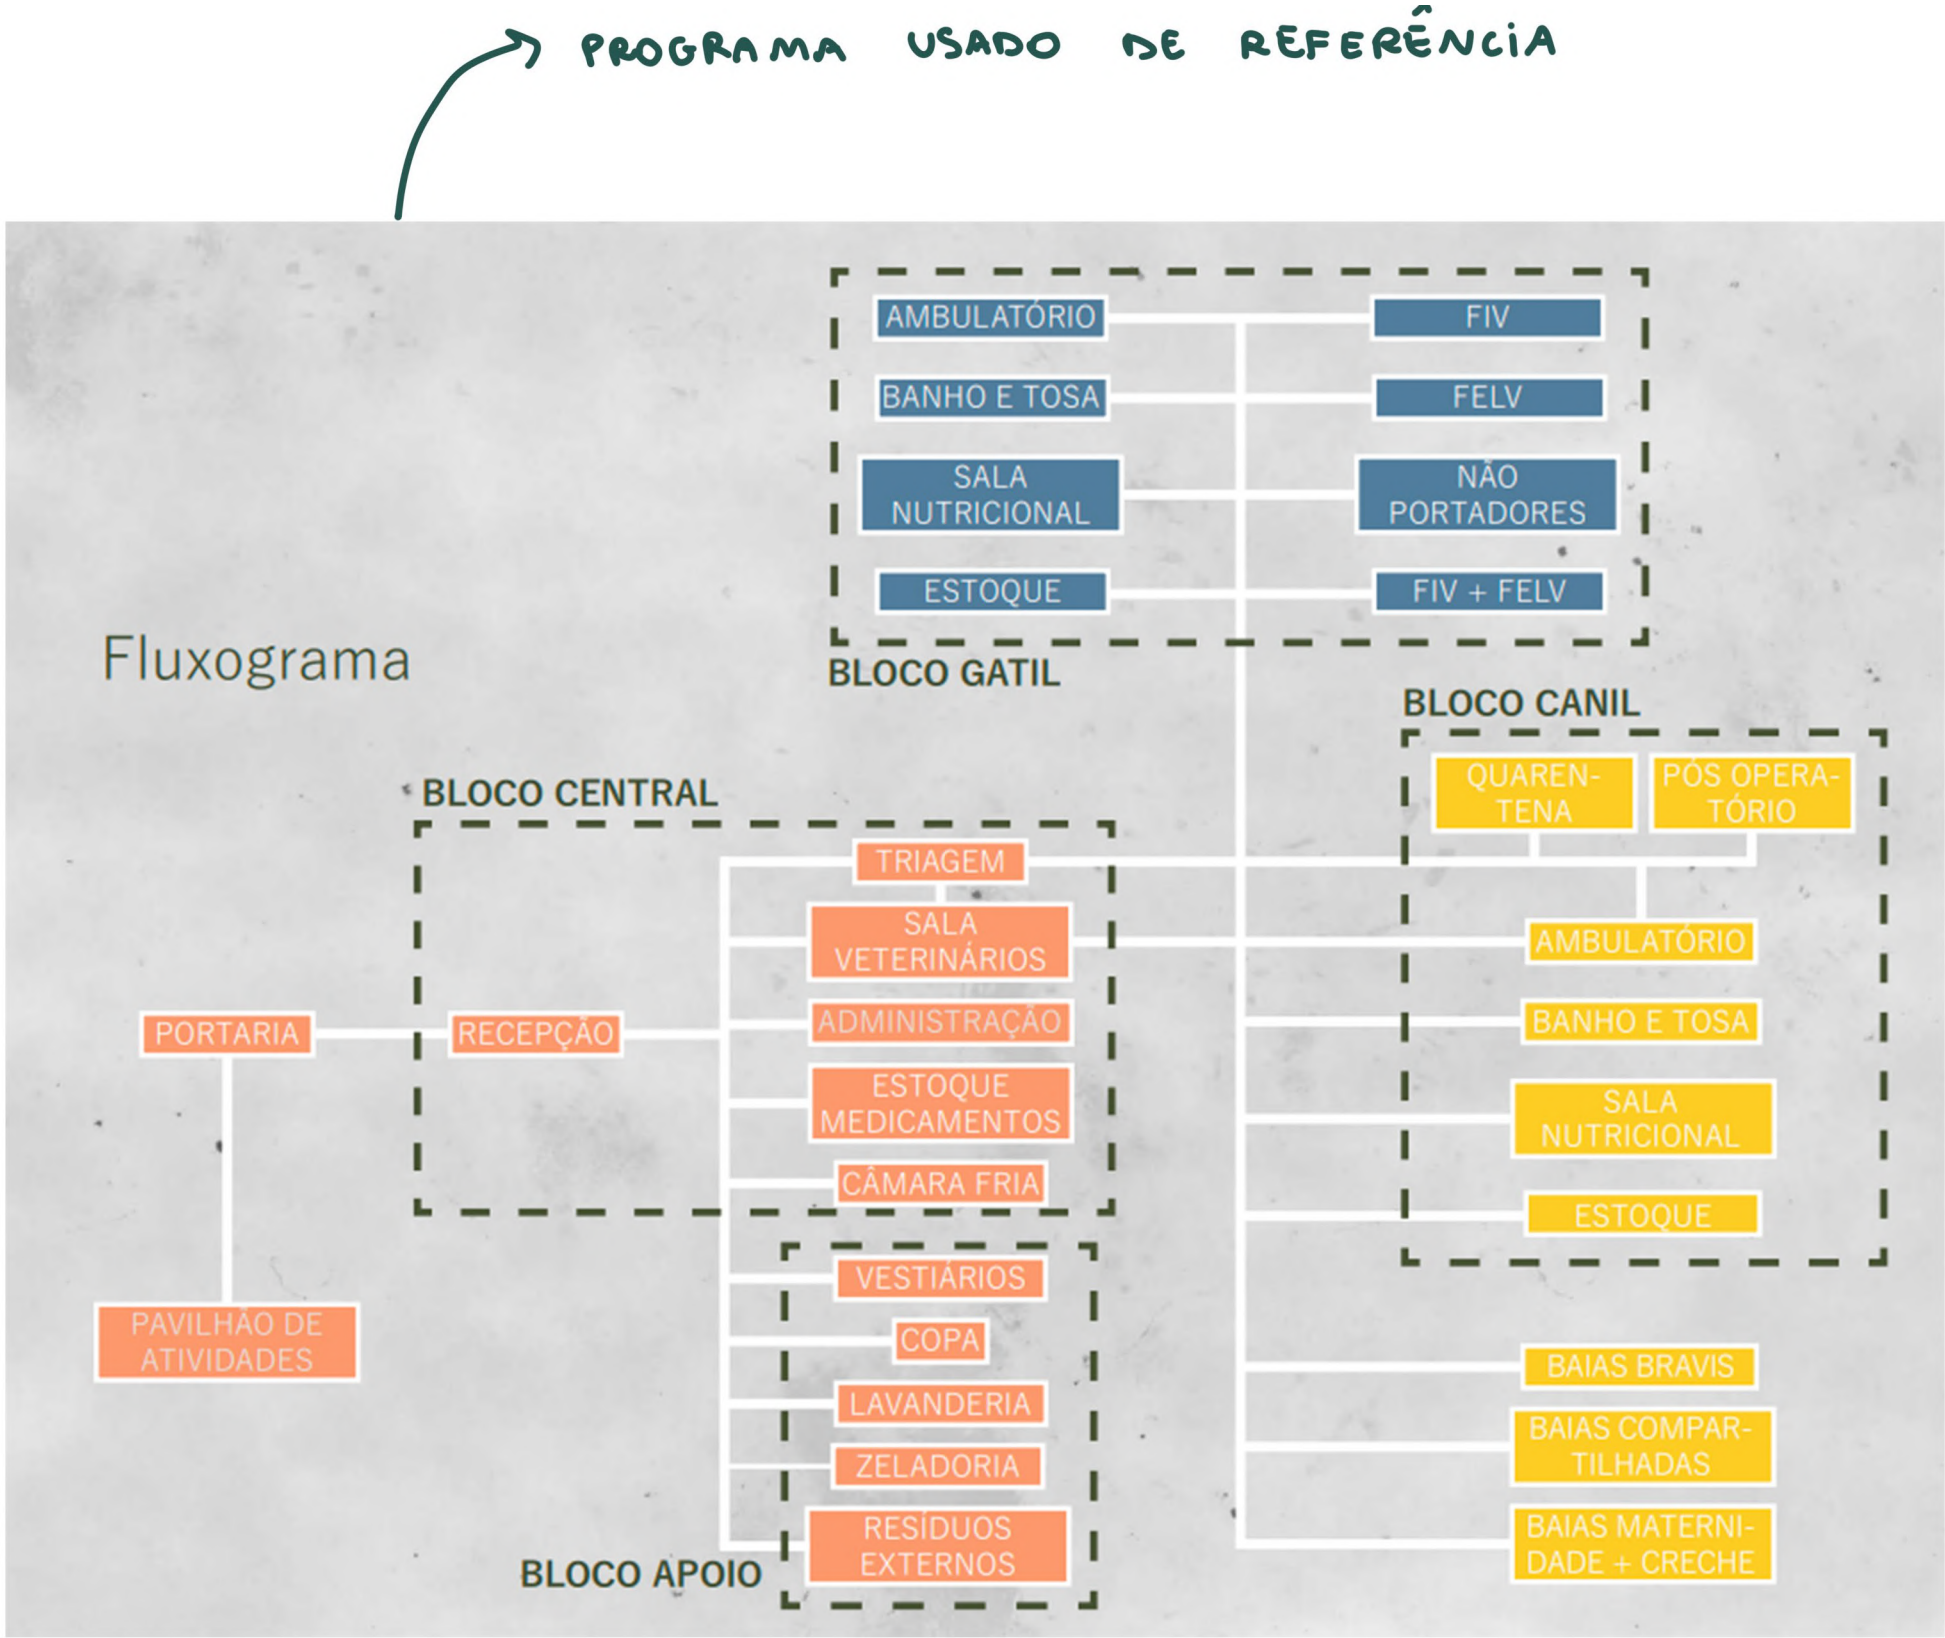 PROGRAMA USADO DE REFERÊNCIA
AMBULATÓRIO
FIV
BANHO E TOSA
FELV
SALA
NUTRICIONAL
NÃO
PORTADORES
ESTOQUE
FIV + FELV
BLOCO GATIL
Fluxograma
BLOCO CANIL
QUAREN-
TENA
PÓS OPERA-
TÓRIO
BLOCO CENTRAL
TRIAGEM
SALA
VETERINÁRIOS
AMBULATÓRIO
PORTARIA
RECEPÇÃO
ADMINISTRAÇÃO
BANHO E TOSA
ESTOQUE
MEDICAMENTOS
SALA
NUTRICIONAL
CÂMARA FRIA
ESTOQUE
VESTIÁRIOS
PAVILHÃO DE
ATIVIDADES
COPA
BAIAS BRAVIS
LAVANDERIA
BAIAS COMPAR-
TILHADAS
ZELADORIA
RESÍDUOS
EXTERNOS
BAIAS MATERNI-
DADE + CRECHE
BLOCO APOIO